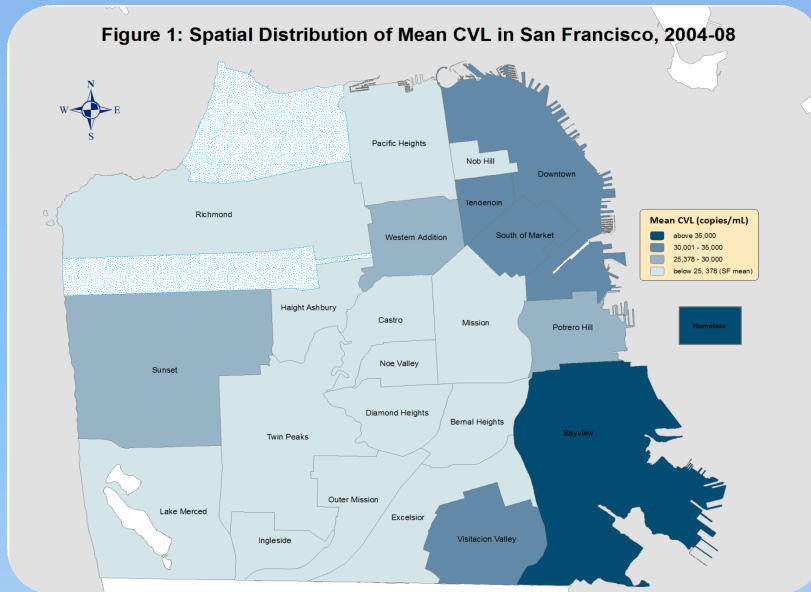 Figure 1: Spatial Distribution of Mean CVL in San Francisco, 2004-08
N
W
E
S
Pacific Heights
Nob Hill
Downtown
Richmond
Tenderloin
Western Addition
South of Market
Mean CVL (copies/mL)
above 35,000
30,001 - 35,000
25,378 - 30,000
below 25, 378 (SF mean)
Haight Ashbury
Castro
Mission
Potrero Hill
Homeless
Noe Valley
Sunset
Diamond Heights
Bernal Heights
Twin Peaks
Bayview
Outer Mission
Lake Merced
Excelsior
Ingleside
Visitacion Valley